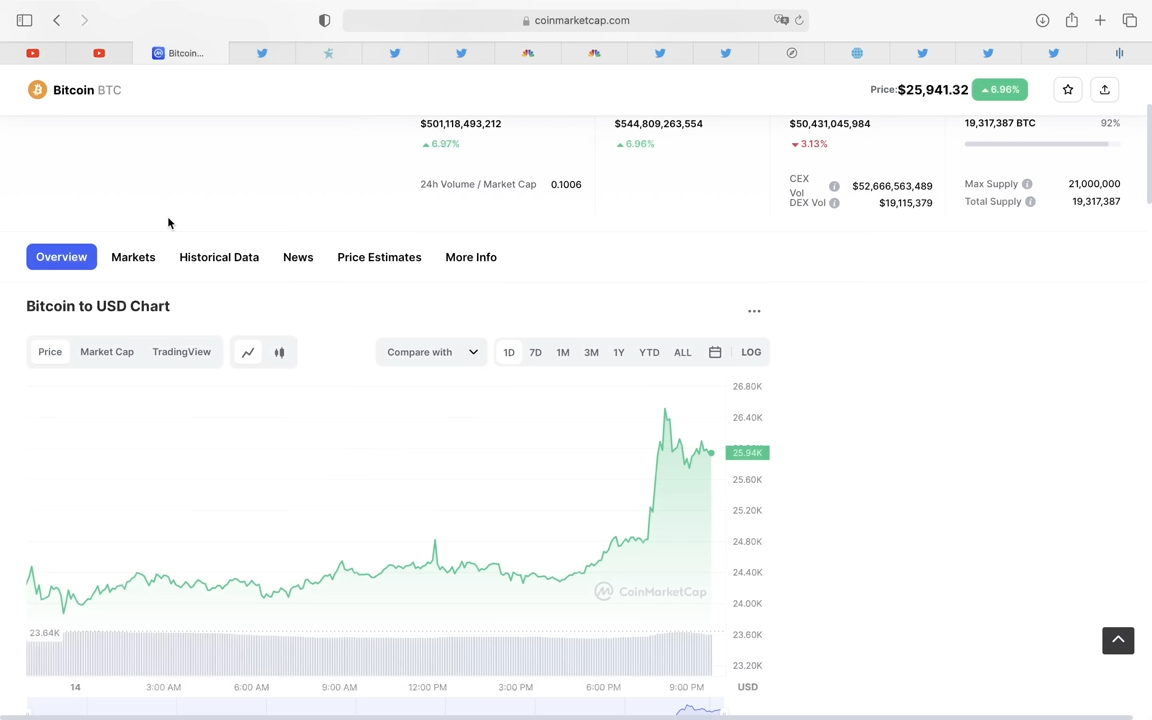 coinmarketcap.com
Bitcoin...
Bitcoin BTC
Price: $25,941.32 6.96%
$501,118,493,212 $544,809,263,554 $50,431,045,984 19,317,387 BTC 92%
6.97% 6.96% 3.13%
24h Volume / Market Cap 0.1006
CEX Vol $52,666,563,489
DEX Vol $19,115,379
Max Supply 21,000,000
Total Supply 19,317,387
Overview Markets Historical Data News Price Estimates More Info
Bitcoin to USD Chart
Price Market Cap TradingView Compare with 1D 7D 1M 3M 1Y YTD ALL LOG
26.80K
26.40K
25.94K
25.60K
25.20K
24.80K
24.40K
CoinMarketCap
24.00K
23.64K
23.60K
23.20K
14 3:00 AM 6:00 AM 9:00 AM 12:00 PM 3:00 PM 6:00 PM 9:00 PM USD